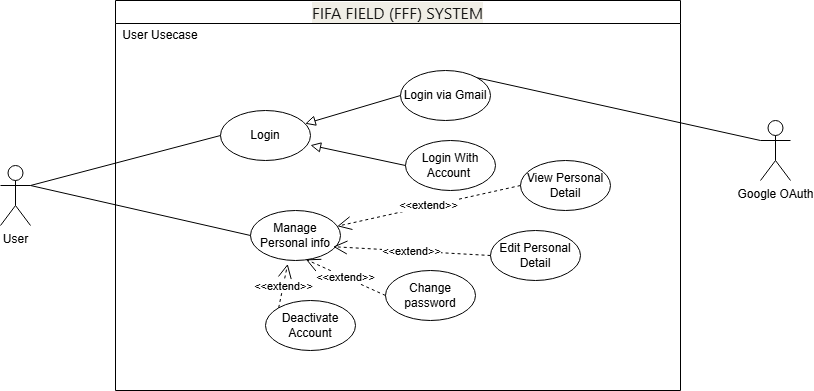 FIFA FIELD (FFF) SYSTEM
User Usecase
Login via Gmail
Login
Login With
Account
View Personal
Detail
Google OAuth
<<extend>>
User
Manage
Personal info
Edit Personal
Detail
<<extend>>
<<extend>>
<<extend>>
Change
password
Deactivate
Account